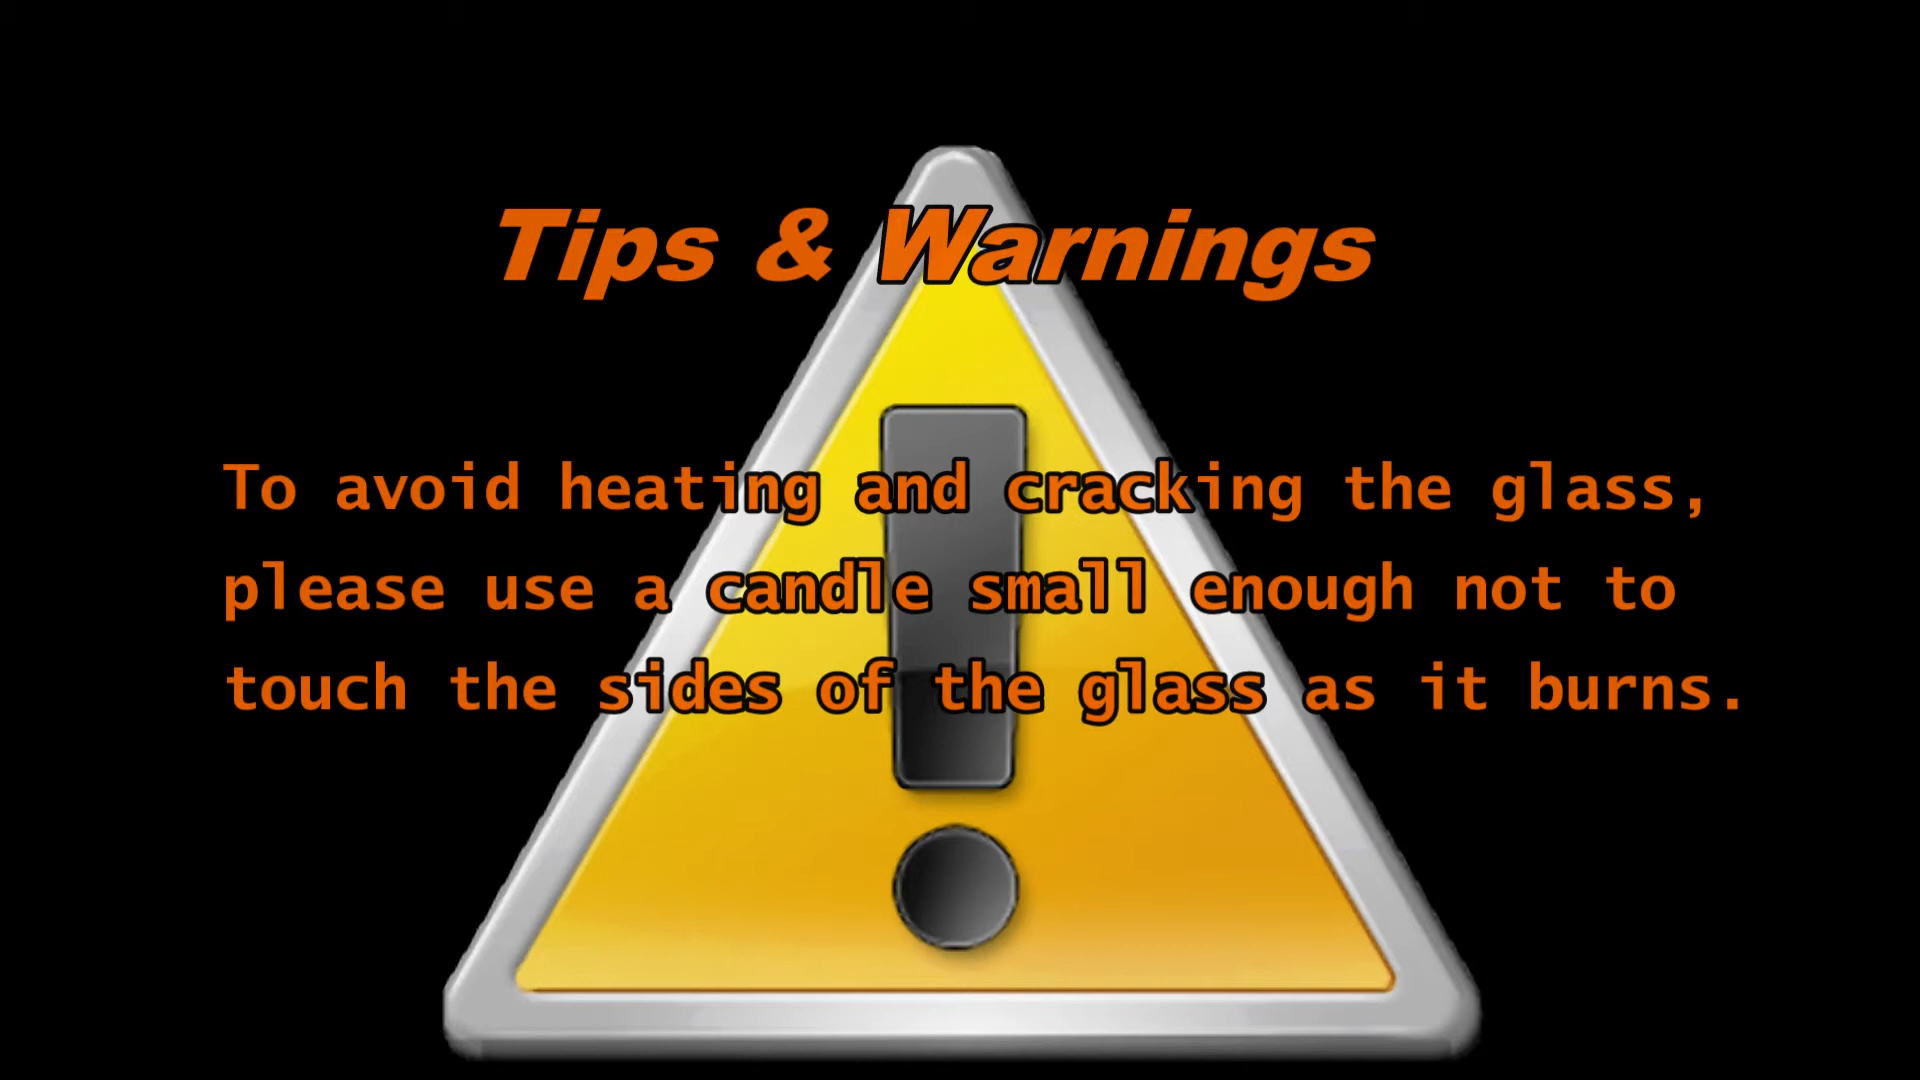 Tips & Warnings
To avoid heating and cracking the glass,
please use a candle small enough not to
touch the sides of the glass as it burns.